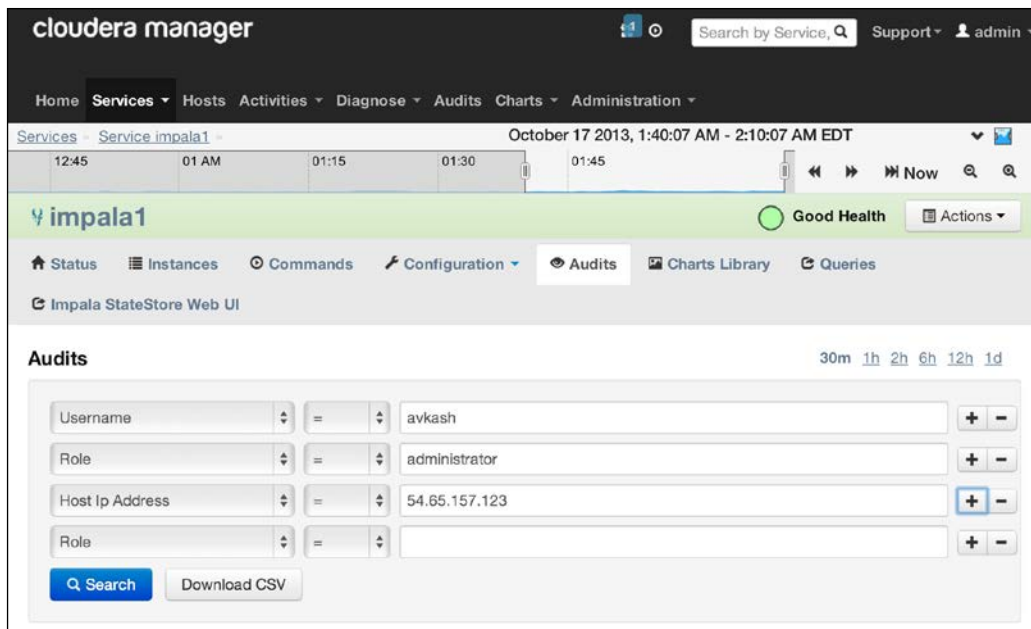 cloudera manager
1
Search by Service,
Support
admin
Home Services Hosts Activities Diagnose Audits Charts Administration
Services Service impala1
October 17 2013, 1:40:07 AM - 2:10:07 AM EDT
12:45 01 AM 01:15 01:30 01:45
Now
impala1
Good Health
Actions
Status Instances Commands Configuration Audits Charts Library Queries
Impala StateStore Web UI
Audits
30m 1h 2h 6h 12h 1d
Username = avkash + -
Role = administrator + -
Host Ip Address = 54.65.157.123 + -
Role = + -
Search Download CSV